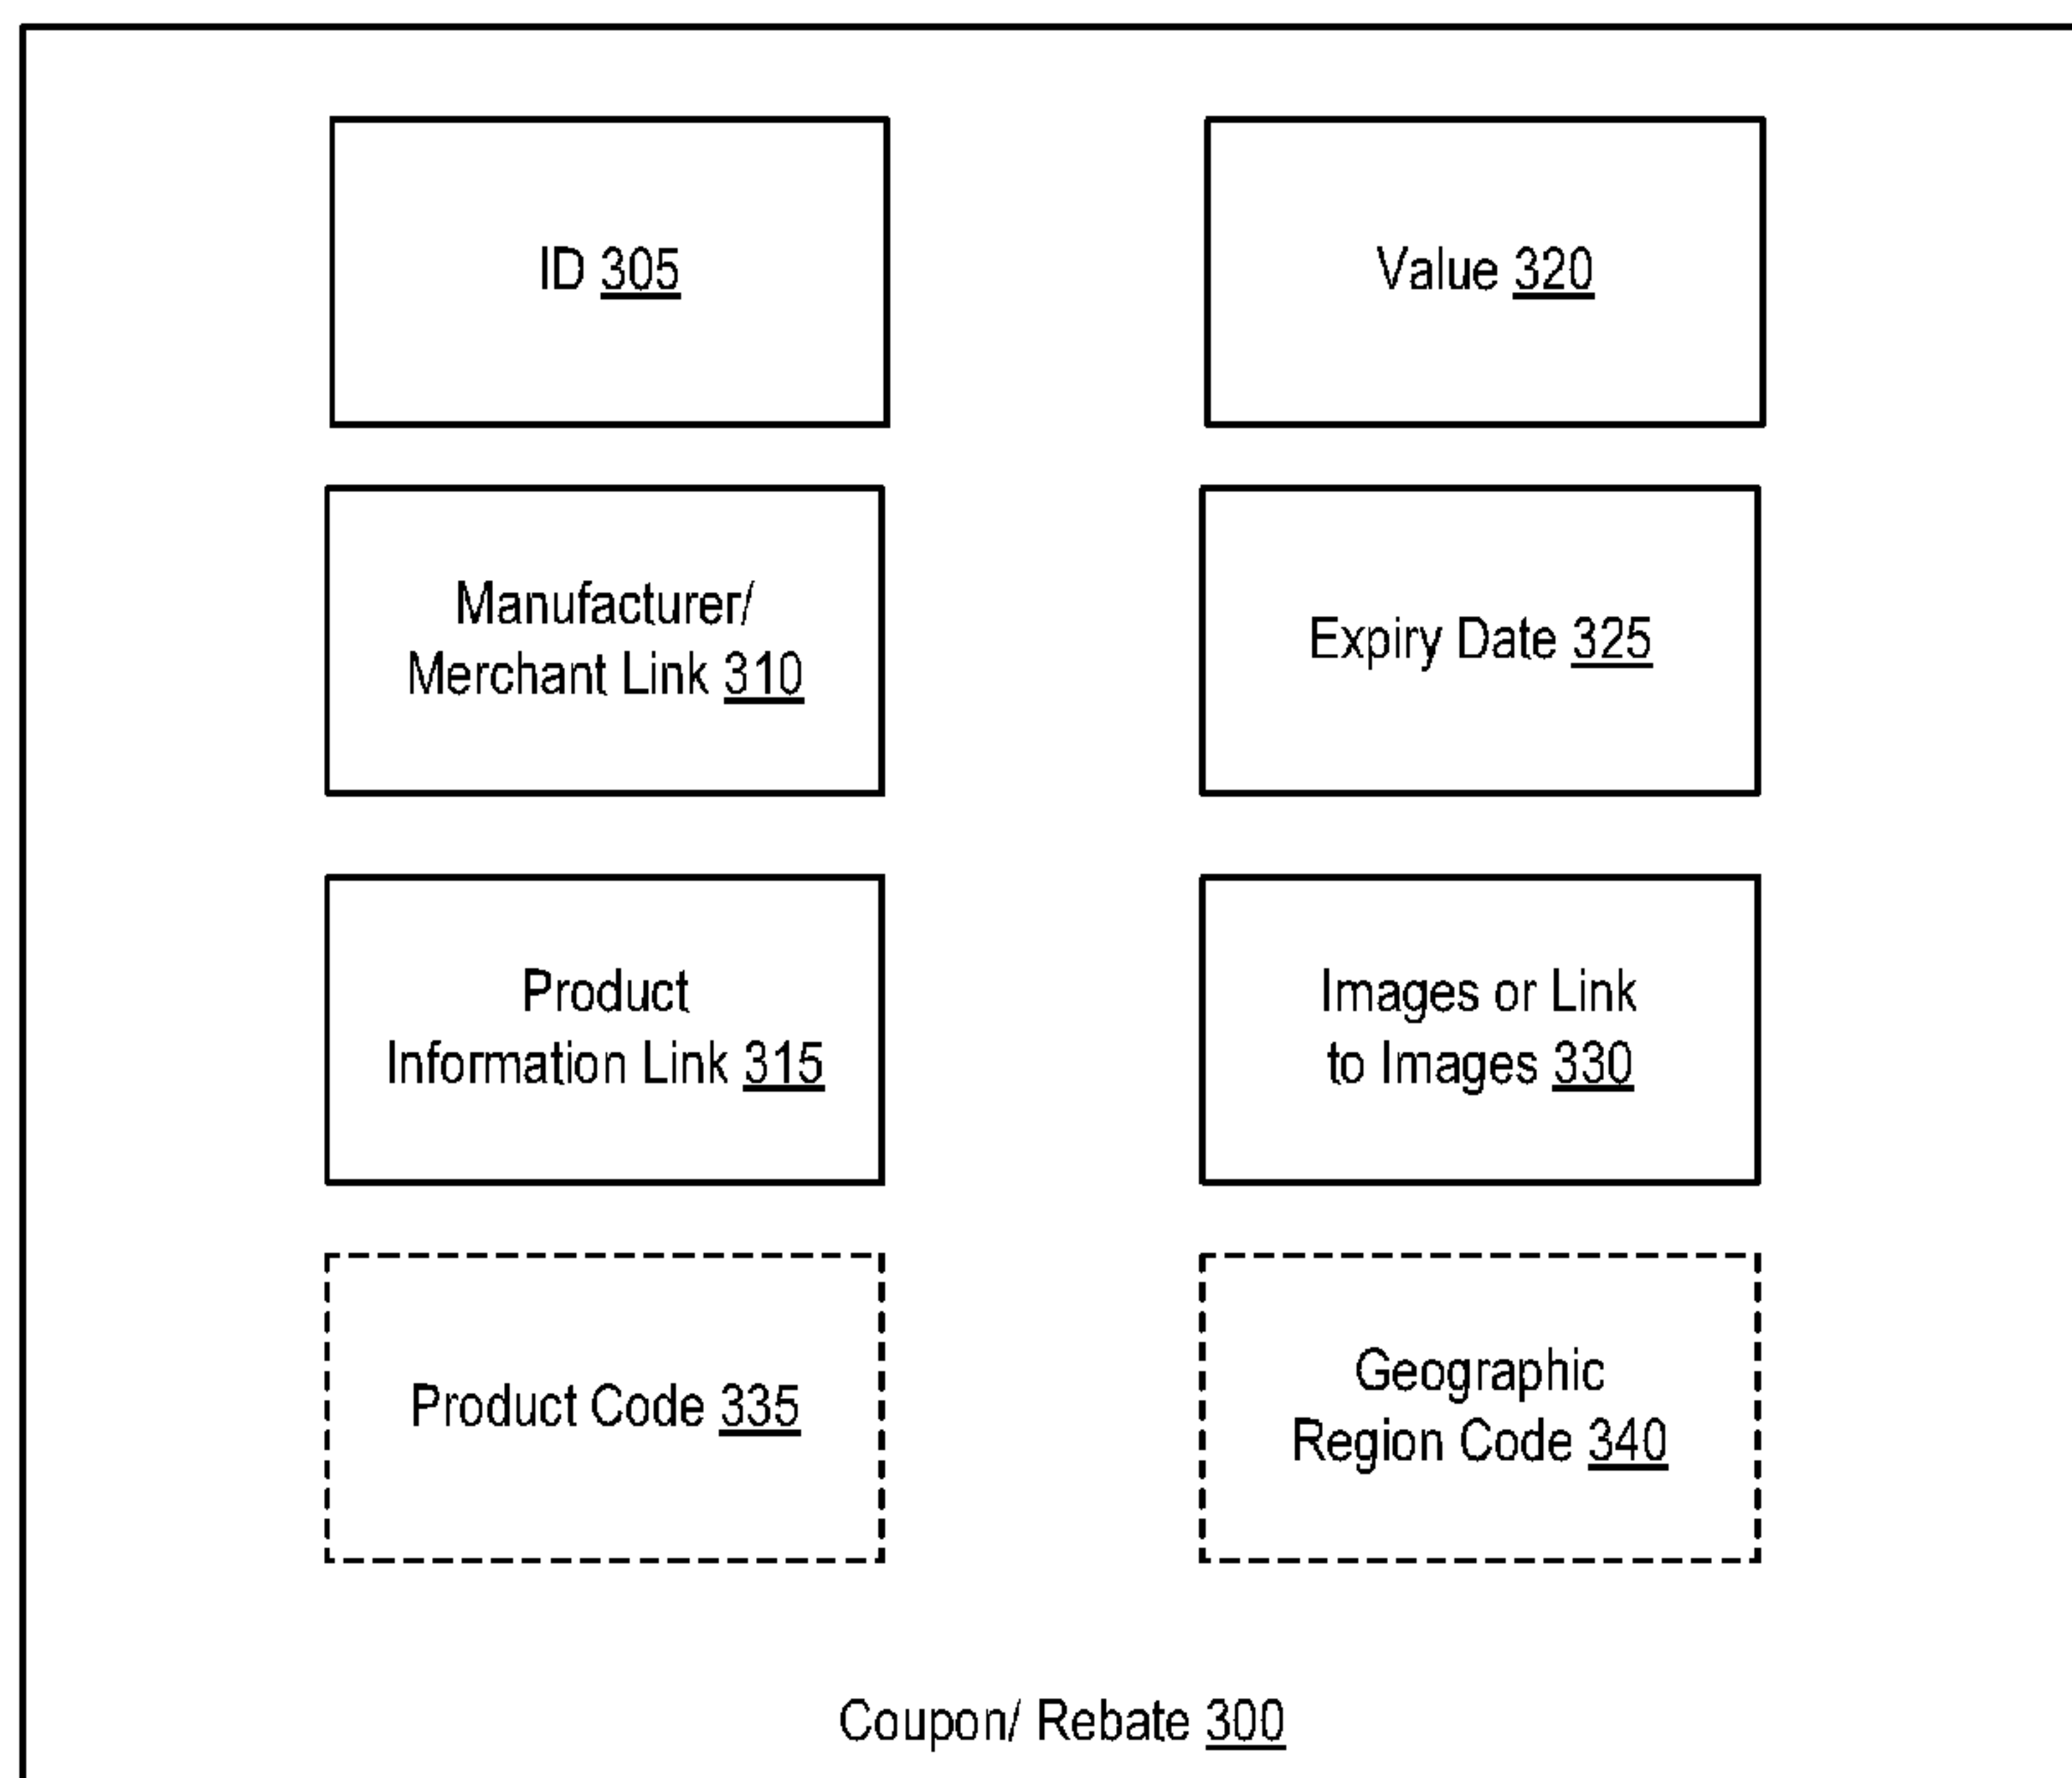 ID 305
Value 320
Manufacturer/
Merchant Link 310
Expiry Date 325
Product
Information Link 315
Images or Link
to Images 330
Product Code 335
Geographic
Region Code 340
Coupon/ Rebate 300